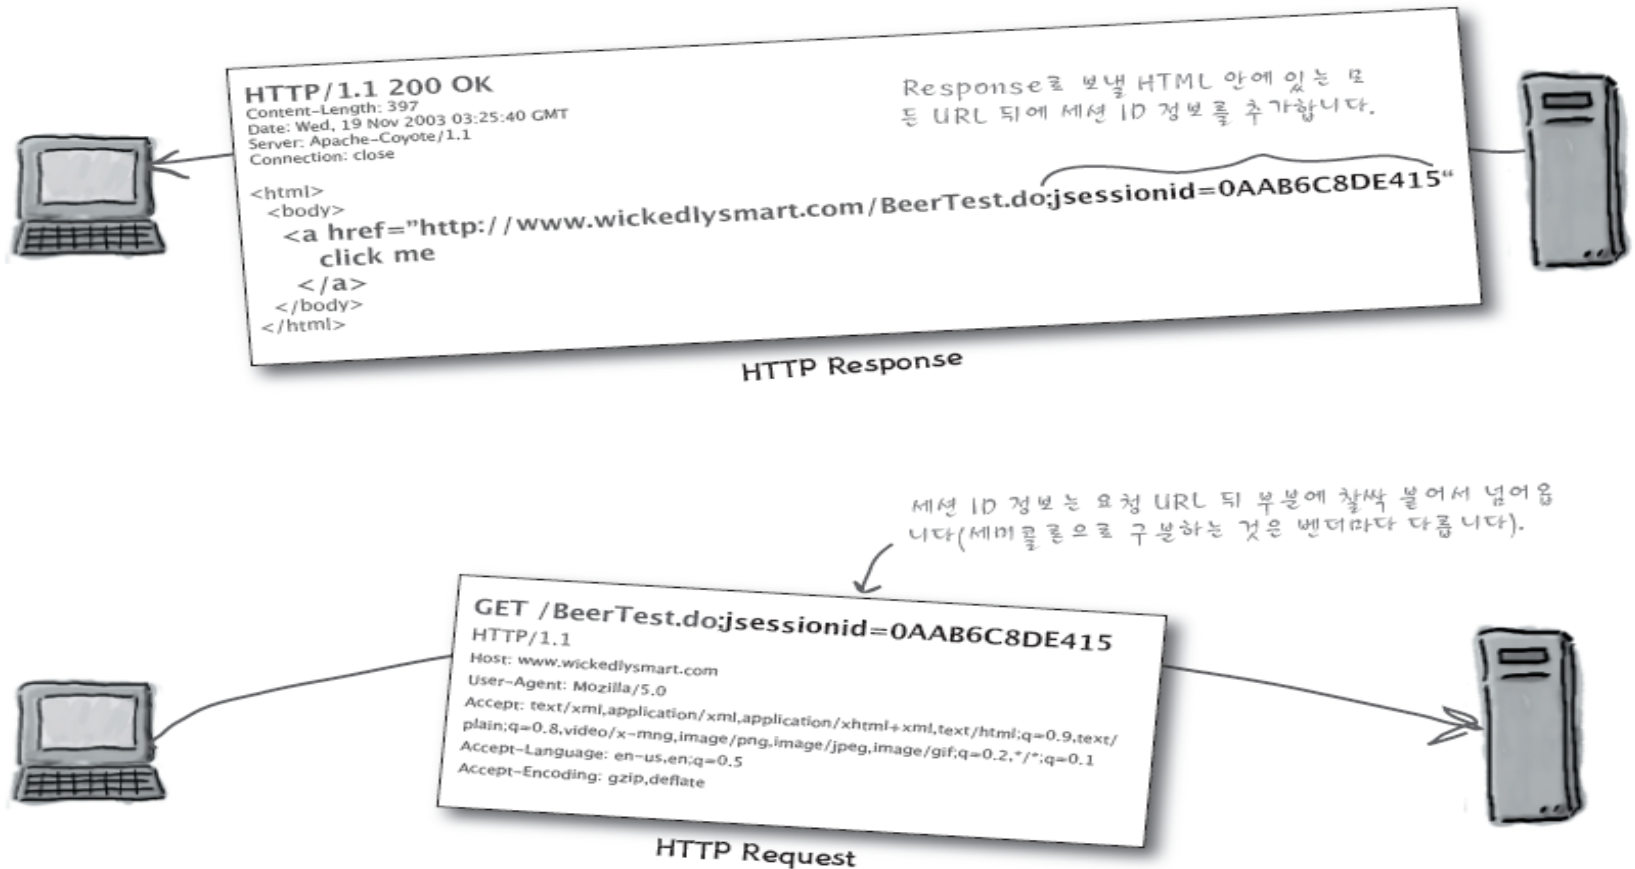 HTTP/1.1 200 OK
Content-Length: 397
Date: Wed, 19 Nov 2003 03:25:40 GMT
Server: Apache-Coyote/1.1
Connection: close
Response로 보낼 HTML 안에 있는 모
든 URL 뒤에 세션 ID 정보를 추가합니다.
<html>
<body>
<a href="http://www.wickedlysmart.com/BeerTest.do;jsessionid=0AAB6C8DE415“
click me
</a>
</body>
</html>
HTTP Response
세션 ID 정보는 요청 URL 뒤 부분에 찰싹 붙어서 넘어옵
니다(세미콜론으로 구분하는 것은 벤더마다 다릅니다).
GET /BeerTest.do;jsessionid=0AAB6C8DE415
HTTP/1.1
Host: www.wickedlysmart.com
User-Agent: Mozilla/5.0
Accept: text/xml,application/xml,application/xhtml+xml,text/html;q=0.9,text/
plain;q=0.8,video/x-mng,image/png,image/jpeg,image/gif;q=0.2,*/*;q=0.1
Accept-Language: en-us,en;q=0.5
Accept-Encoding: gzip,deflate
HTTP Request